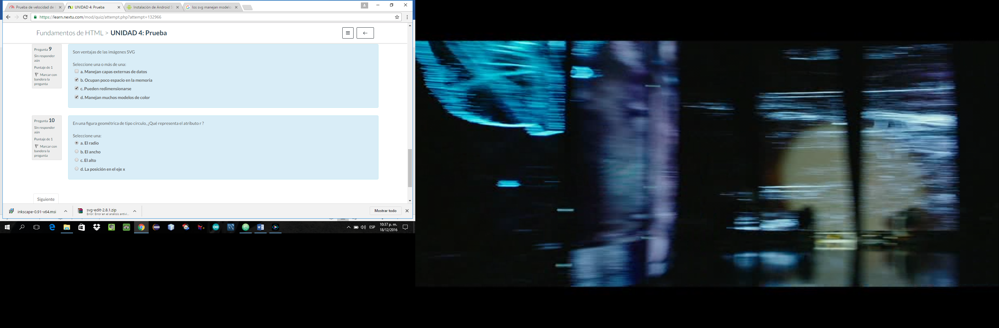 Prueba de velocidad de
UNIDAD 4: Prueba
Instalación de Android S
los svg manejan modelo
https://learn.nextu.com/mod/quiz/attempt.php?attempt=132966
Fundamentos de HTML > UNIDAD 4: Prueba
Pregunta 9
Sin responder
aún
Puntaje de 1
Marcar con
bandera la
pregunta
Son ventajas de las imágenes SVG
Seleccione una o más de una:
a. Manejan capas externas de datos
b. Ocupan poco espacio en la memoria
c. Pueden redimensionarse
d. Manejan muchos modelos de color
Pregunta 10
Sin responder
aún
Puntaje de 1
Marcar con
bandera la
pregunta
En una figura geométrica de tipo círculo, ¿Qué representa el atributo r ?
Seleccione una:
a. El radio
b. El ancho
c. El alto
d. La posición en el eje x
Siguiente
inkscape-0.91-x64.msi
svg-edit-2.8.1.zip
Error: Error en el análisis antivi...
Mostrar todo
ESP
10:37 p. m.
18/12/2016